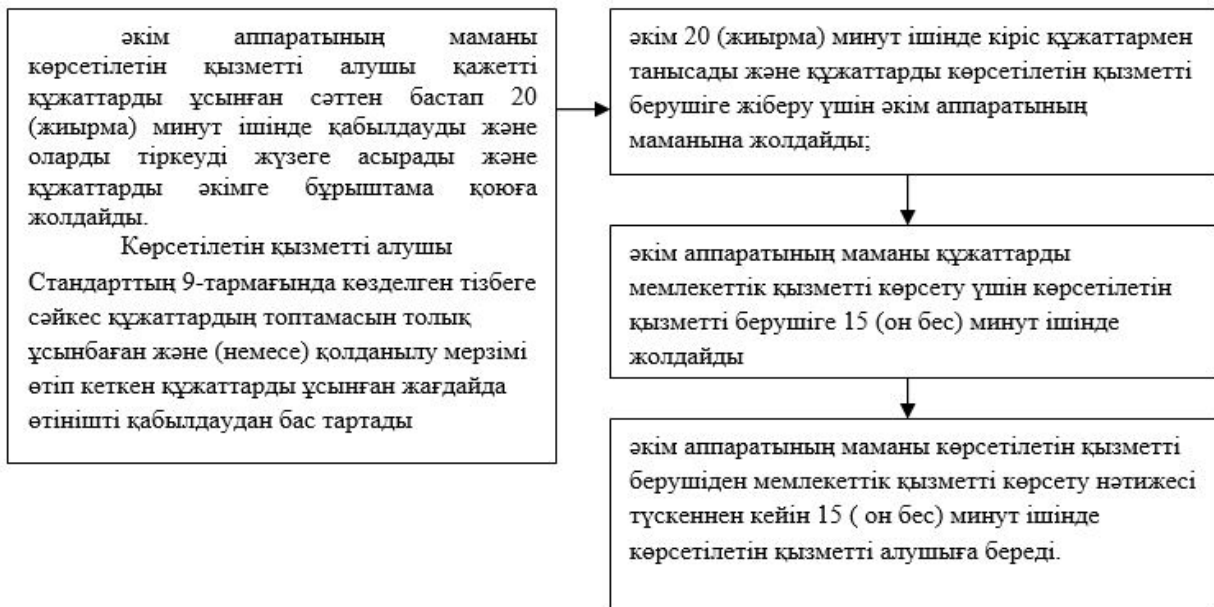 әкім аппаратының маманы
көрсетілетін қызметті алушы қажетті
құжаттарды ұсынған сәттен бастап 20
(жиырма) минут ішінде қабылдауды және
оларды тіркеуді жүзеге асырады және
құжаттарды әкімге бұрыштама қоюға
жолдайды.
Көрсетілетін қызметті алушы
Стандарттың 9-тармағында көзделген тізбеге
сәйкес құжаттардың топтамасын толық
ұсынбаған және (немесе) қолданылу мерзімі
өтіп кеткен құжаттарды ұсынған жағдайда
өтінішті қабылдаудан бас тартады
әкім 20 (жиырма) минут ішінде кіріс құжаттармен
танысады және құжаттарды көрсетілетін қызметті
берушіге жіберу үшін әкім аппаратының
маманына жолдайды;
әкім аппаратының маманы құжаттарды
мемлекеттік қызметті көрсету үшін көрсетілетін
қызметті берушіге 15 (он бес) минут ішінде
жолдайды
әкім аппаратының маманы көрсетілетін қызметті
берушіден мемлекеттік қызметті көрсету нәтижесі
түскеннен кейін 15 ( он бес) минут ішінде
көрсетілетін қызметті алушыға береді.